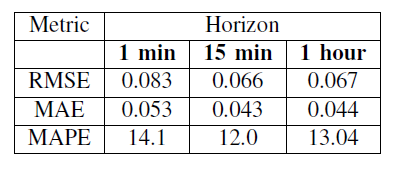 Metric Horizon
1 min 15 min 1 hour
RMSE 0.083 0.066 0.067
MAE 0.053 0.043 0.044
MAPE 14.1 12.0 13.04